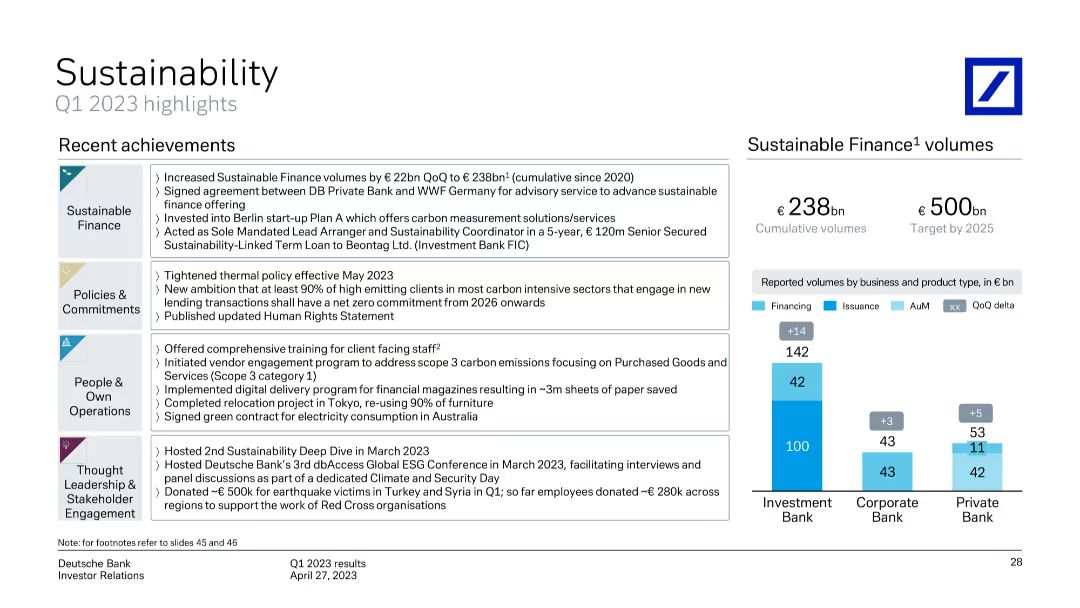 Sustainability
Q1 2023 highlights
Recent achievements
Sustainable
Finance
〉 Increased Sustainable Finance volumes by € 22bn QoQ to € 238bn¹ (cumulative since 2020)
〉 Signed agreement between DB Private Bank and WWF Germany for advisory service to advance sustainable
finance offering
〉 Invested into Berlin start-up Plan A which offers carbon measurement solutions/services
〉 Acted as Sole Mandated Lead Arranger and Sustainability Coordinator in a 5-year, € 120m Senior Secured
Sustainability-Linked Term Loan to Beontag Ltd. (Investment Bank FIC)
Policies &
Commitments
〉 Tightened thermal policy effective May 2023
〉 New ambition that at least 90% of high emitting clients in most carbon intensive sectors that engage in new
lending transactions shall have a net zero commitment from 2026 onwards
〉 Published updated Human Rights Statement
People &
Own
Operations
〉 Offered comprehensive training for client facing staff²
〉 Initiated vendor engagement program to address scope 3 carbon emissions focusing on Purchased Goods and
Services (Scope 3 category 1)
〉 Implemented digital delivery program for financial magazines resulting in ~3m sheets of paper saved
〉 Completed relocation project in Tokyo, re-using 90% of furniture
〉 Signed green contract for electricity consumption in Australia
Thought
Leadership &
Stakeholder
Engagement
〉 Hosted 2nd Sustainability Deep Dive in March 2023
〉 Hosted Deutsche Bank's 3rd dbAccess Global ESG Conference in March 2023, facilitating interviews and
panel discussions as part of a dedicated Climate and Security Day
〉 Donated ~€ 500k for earthquake victims in Turkey and Syria in Q1; so far employees donated ~€ 280k across
regions to support the work of Red Cross organisations
Sustainable Finance¹ volumes
€ 238bn
Cumulative volumes
€ 500bn
Target by 2025
Reported volumes by business and product type, in € bn
Financing Issuance AuM xx QoQ delta
+14
142
42
100
Investment
Bank
+3
43
43
Corporate
Bank
+5
53
11
42
Private
Bank
Note: for footnotes refer to slides 45 and 46
Deutsche Bank
Investor Relations
Q1 2023 results
April 27, 2023
28